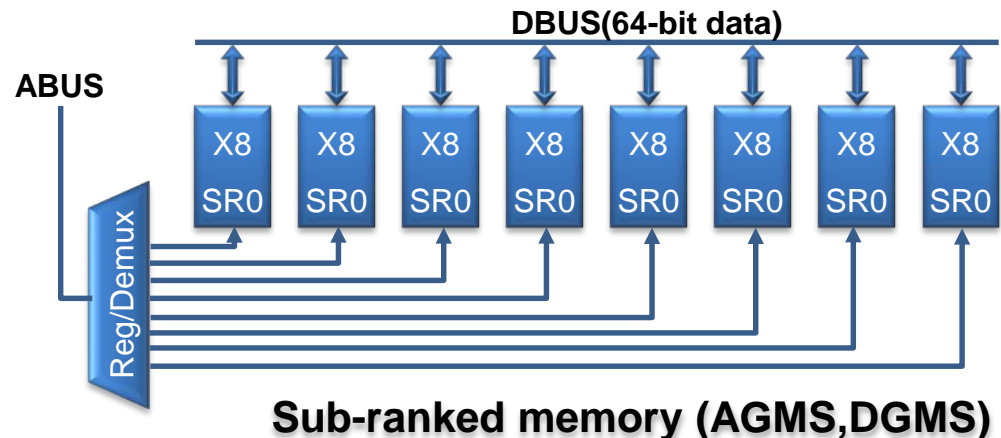 DBUS(64-bit data)
ABUS
X8 X8 X8 X8 X8 X8 X8 X8
SR0 SR0 SR0 SR0 SR0 SR0 SR0 SR0
Reg/Demux
Sub-ranked memory (AGMS,DGMS)